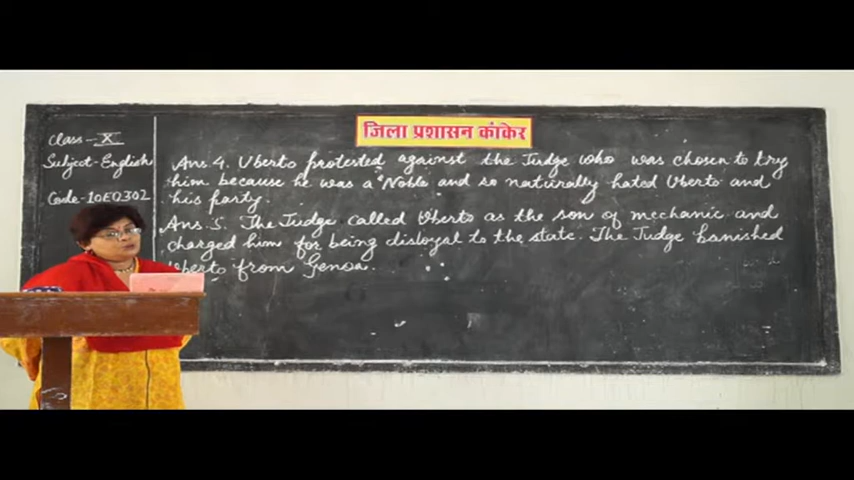 जिला प्रशासन कांकेर
Class - X
Subject - English
Code - 10E0302
Ans 4. Uberto protested against the Judge who was chosen to try
him because he was a Noble and so naturally hated Uberto and
his party.
Ans 5. The Judge called Uberto as the son of mechanic and
charged him for being disloyal to the state. The Judge banished
Uberto from Genoa.